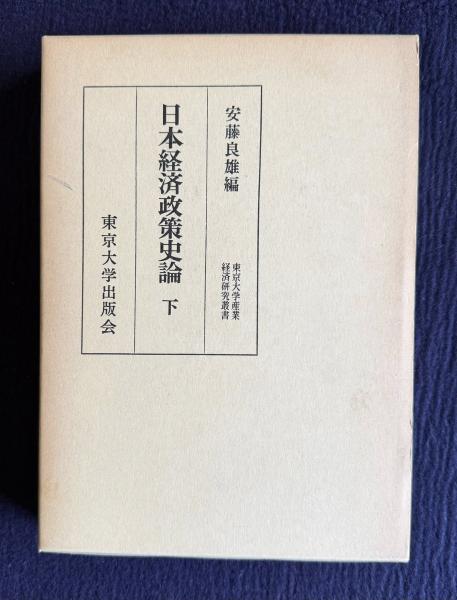 安藤良雄編
東京大学産業
経済研究叢書
日本経済政策史論 下
東京大学出版会